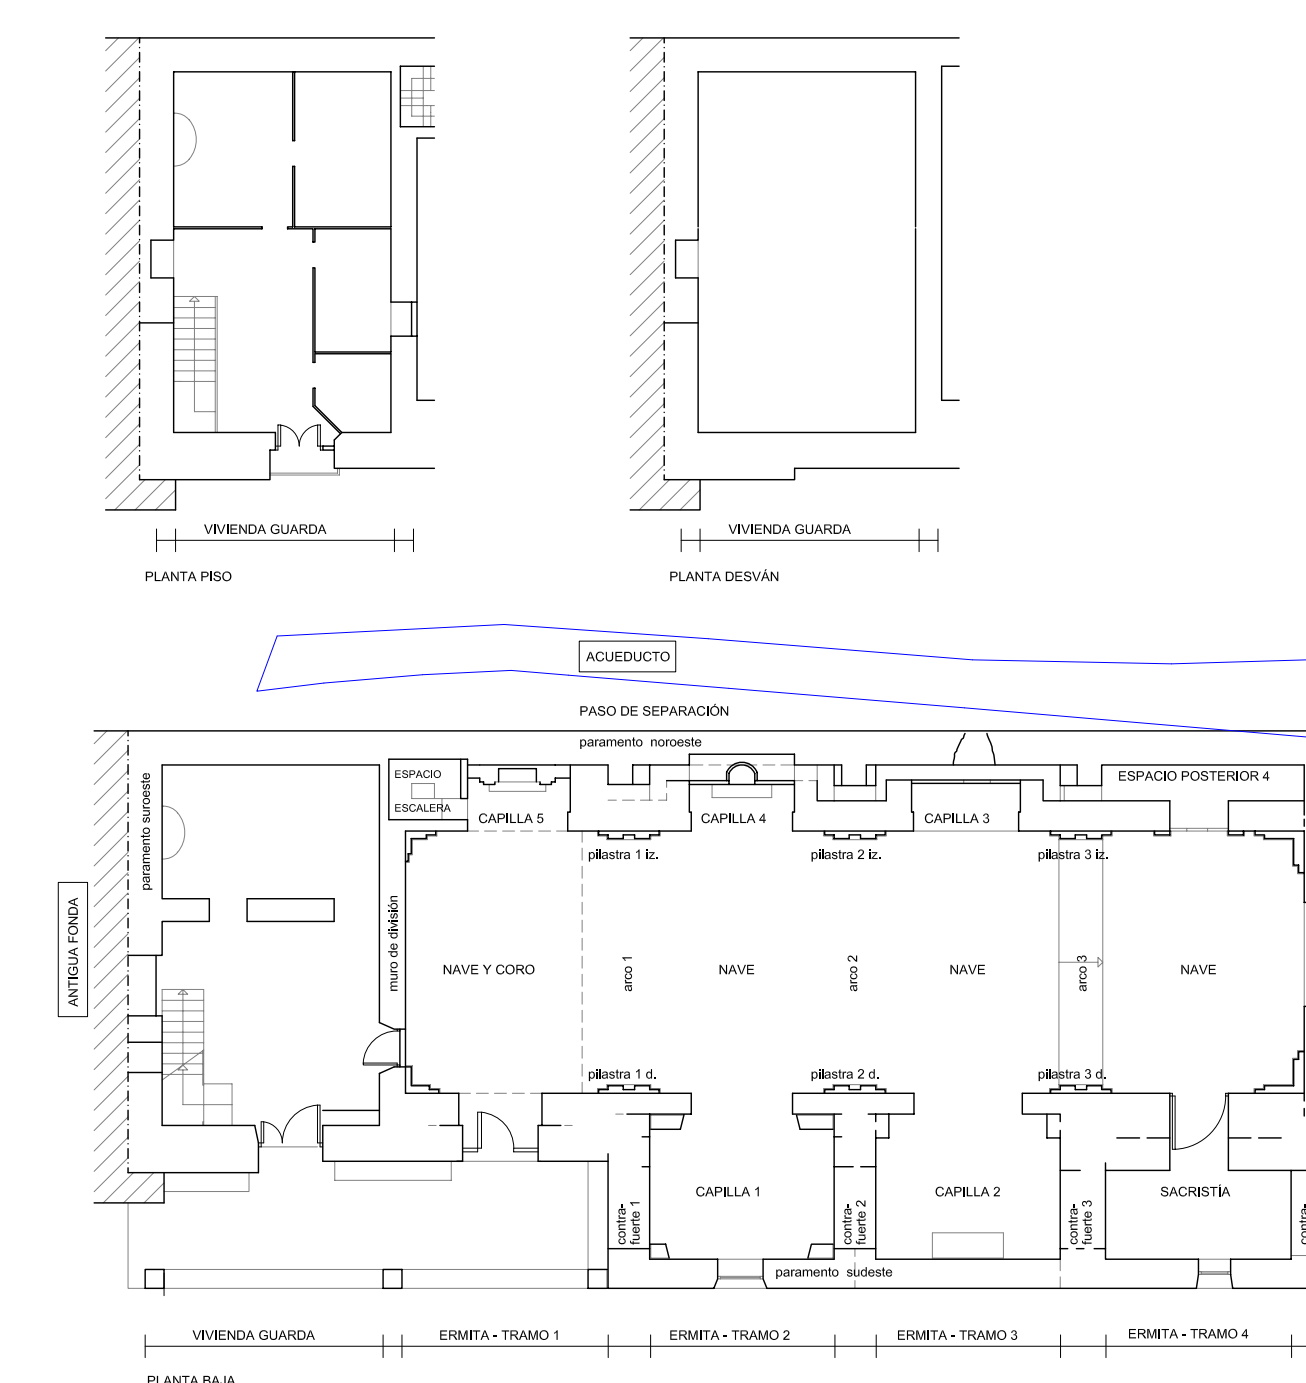 VIVIENDA GUARDA
PLANTA PISO
VIVIENDA GUARDA
PLANTA DESVÁN
ACUEDUCTO
PASO DE SEPARACIÓN
paramento noroeste
ESPACIO
ESCALERA
CAPILLA 5
CAPILLA 4
CAPILLA 3
ESPACIO POSTERIOR 4
paramento suroeste
pilastra 1 iz.
pilastra 2 iz.
pilastra 3 iz.
ANTIGUA FONDA
muro de división
NAVE Y CORO
arco 1
NAVE
arco 2
NAVE
arco 3
NAVE
pilastra 1 d.
pilastra 2 d.
pilastra 3 d.
CAPILLA 1
CAPILLA 2
SACRISTÍA
contra-
fuerte 1
contra-
fuerte 2
contra-
fuerte 3
contra-
paramento sudeste
VIVIENDA GUARDA
ERMITA - TRAMO 1
ERMITA - TRAMO 2
ERMITA - TRAMO 3
ERMITA - TRAMO 4
PLANTA BAJA